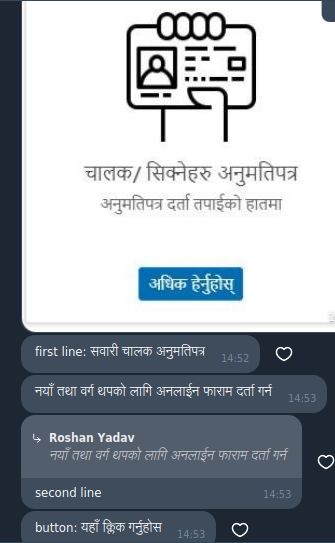 चालक/ सिक्नेहरु अनुमतिपत्र
अनुमतिपत्र दर्ता तपाईको हातमा
अधिक हेर्नुहोस्
first line: सवारी चालक अनुमतिपत्र 14:52
नयाँ तथा वर्ग थपको लागि अनलाईन फाराम दर्ता गर्न 14:53
Roshan Yadav
नयाँ तथा वर्ग थपको लागि अनलाईन फाराम दर्ता गर्न
second line 14:53
button: यहाँ क्लिक गर्नुहोस 14:53